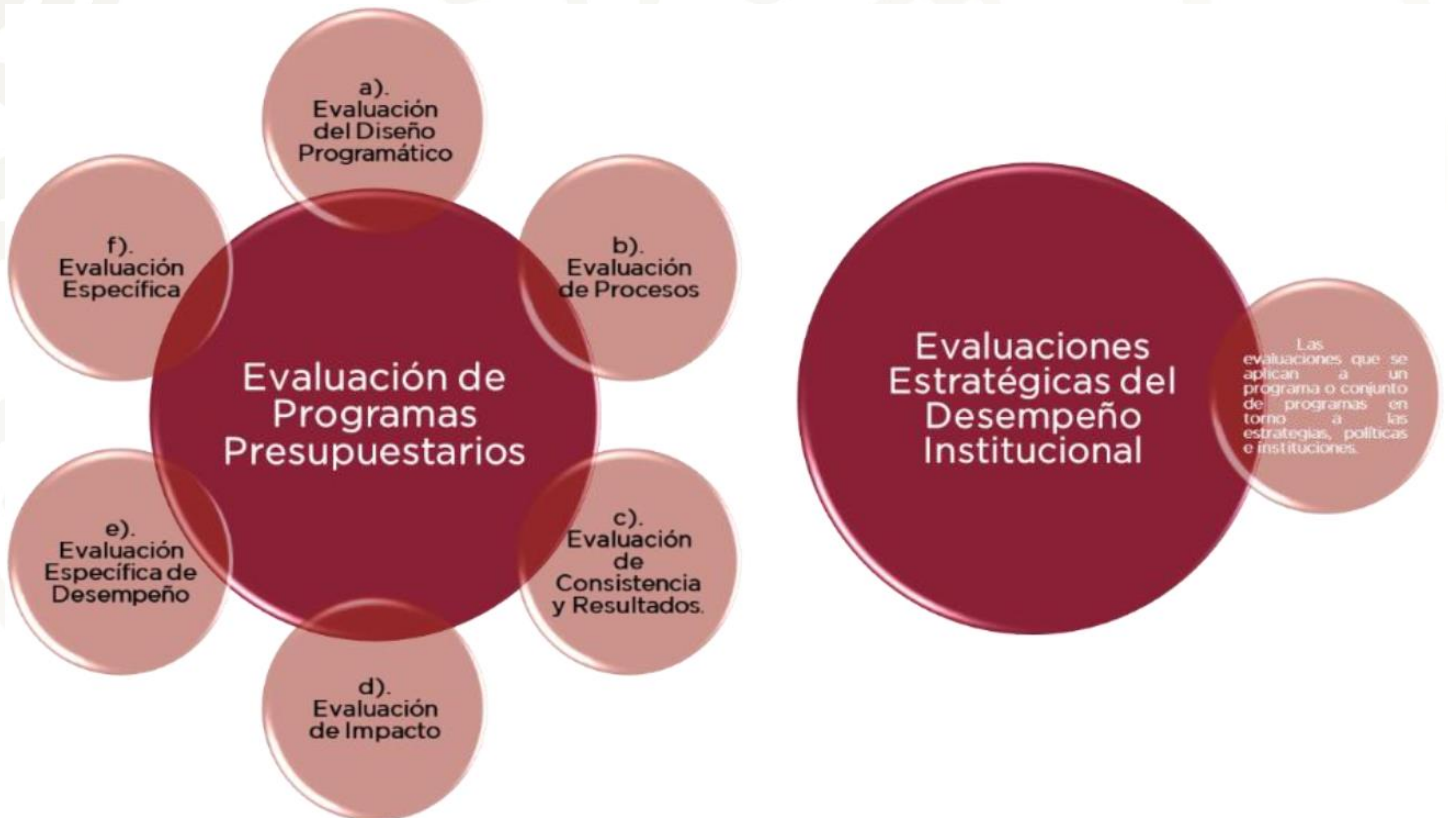 a).
Evaluación
del Diseño
Programático
b).
Evaluación
de Procesos
c).
Evaluación
de
Consistencia
y Resultados.
d).
Evaluación
de Impacto
e).
Evaluación
Específica de
Desempeño
f).
Evaluación
Específica
Evaluación de
Programas
Presupuestarios
Evaluaciones
Estratégicas del
Desempeño
Institucional
Las
evaluaciones que se
aplican a un
programa o conjunto
de programas en
torno a las
estrategias, políticas
e instituciones.